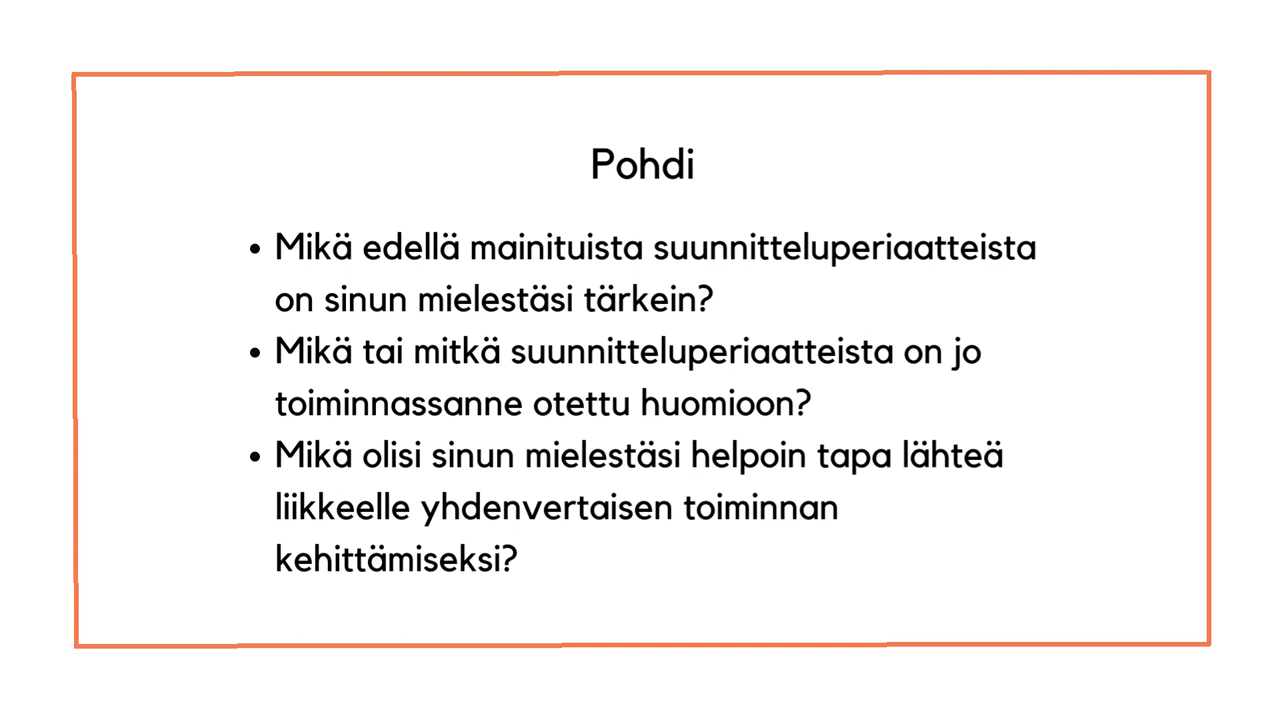 Pohdi
• Mikä edellä mainituista suunnitteluperiaatteista
on sinun mielestäsi tärkein?
• Mikä tai mitkä suunnitteluperiaatteista on jo
toiminnassanne otettu huomioon?
• Mikä olisi sinun mielestäsi helpoin tapa lähteä
liikkeelle yhdenvertaisen toiminnan
kehittämiseksi?